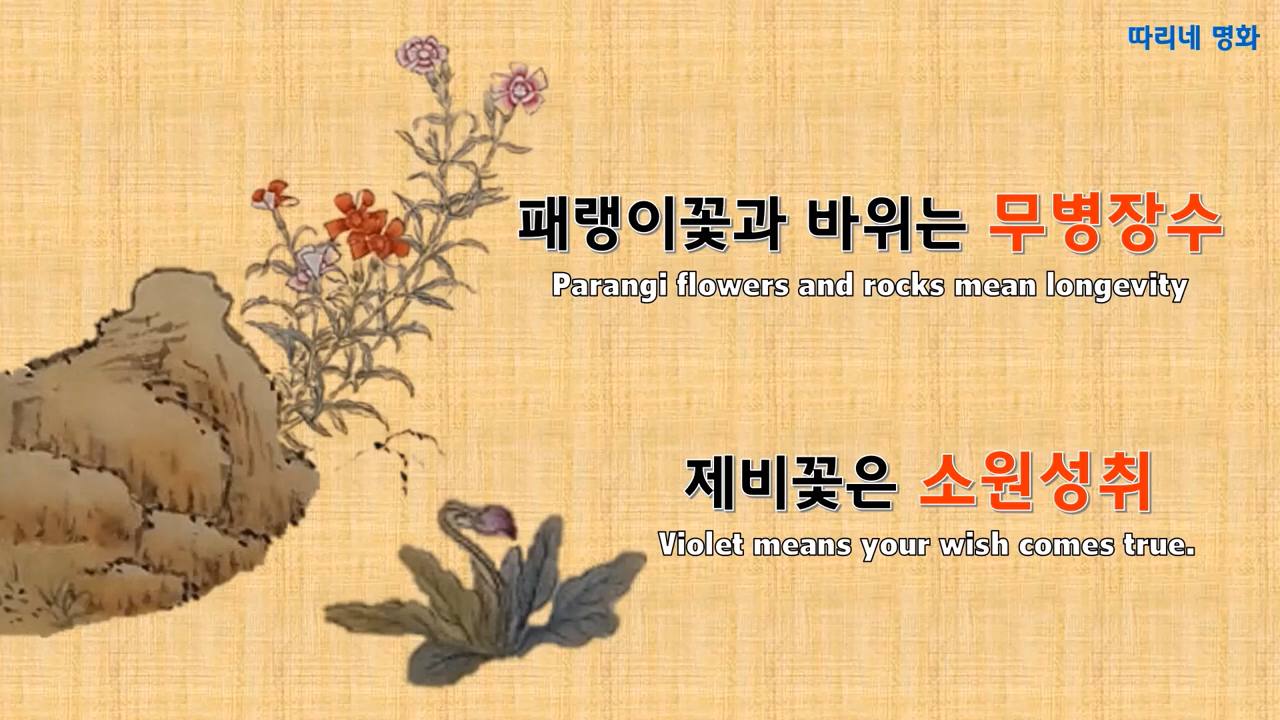 따리네 명화
패랭이꽃과 바위는 무병장수
Parangi flowers and rocks mean longevity
제비꽃은 소원성취
Violet means your wish comes true.